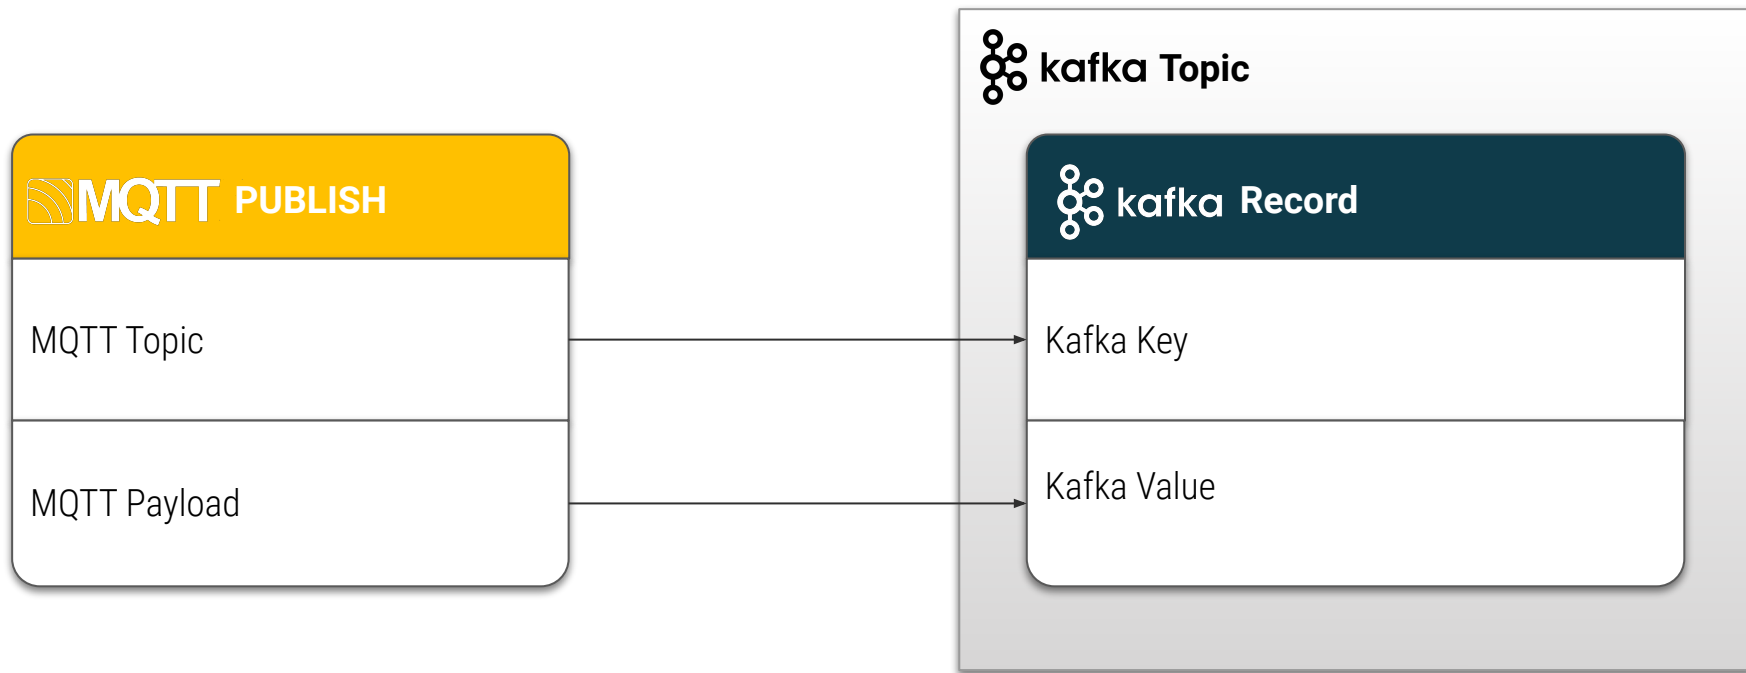 kafka Topic
MQTT PUBLISH
kafka Record
MQTT Topic
Kafka Key
MQTT Payload
Kafka Value